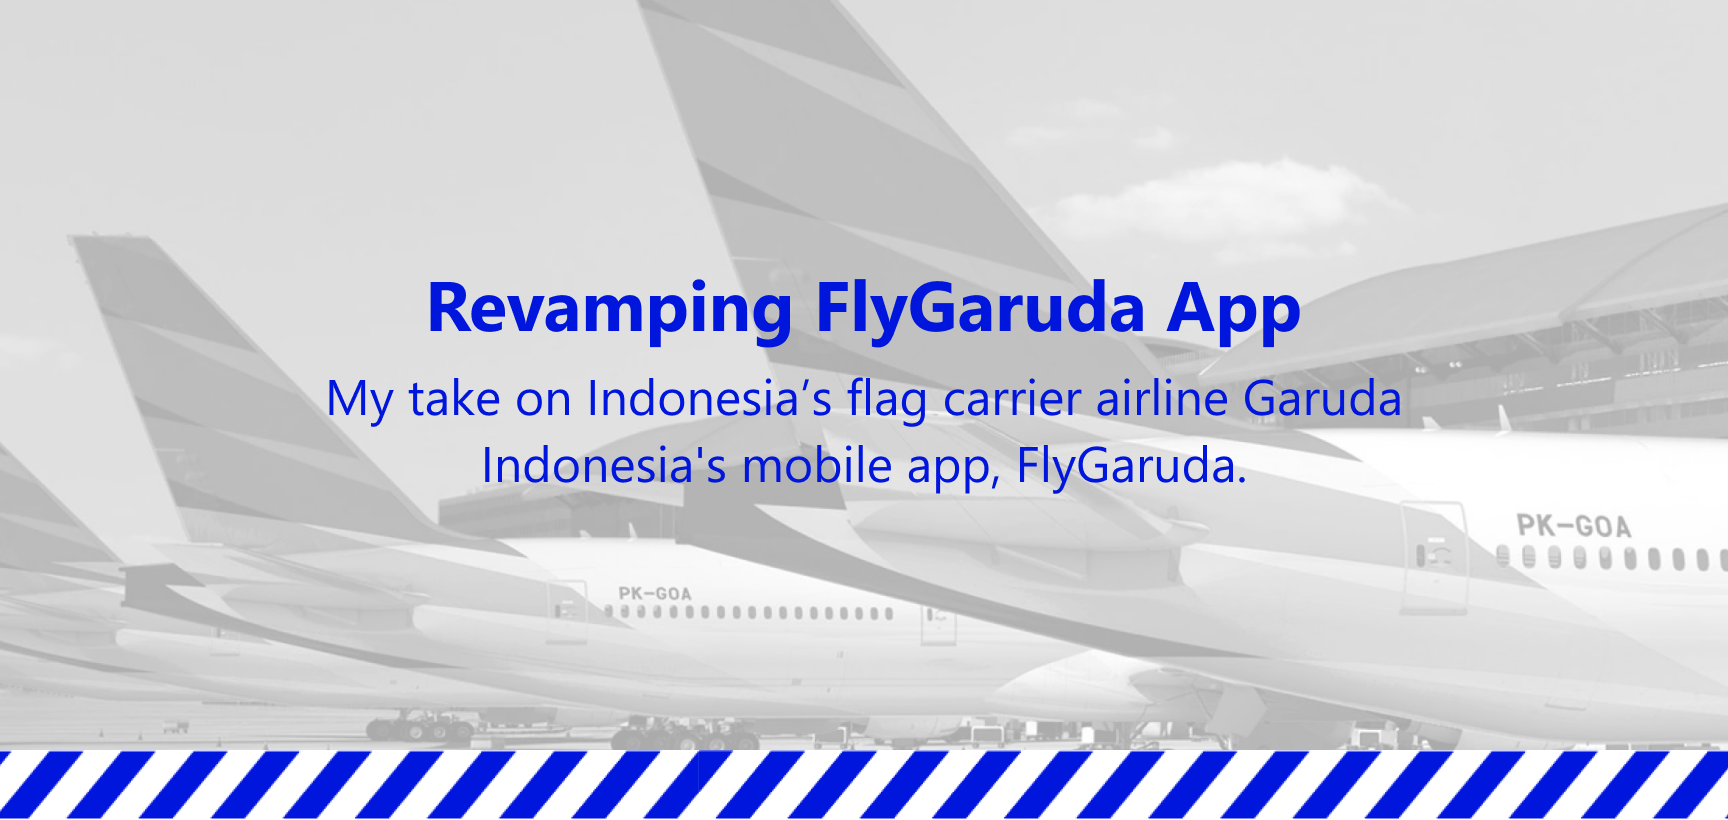 Revamping FlyGaruda App
My take on Indonesia’s flag carrier airline Garuda
Indonesia's mobile app, FlyGaruda.
PK-GOA
PK-GOA